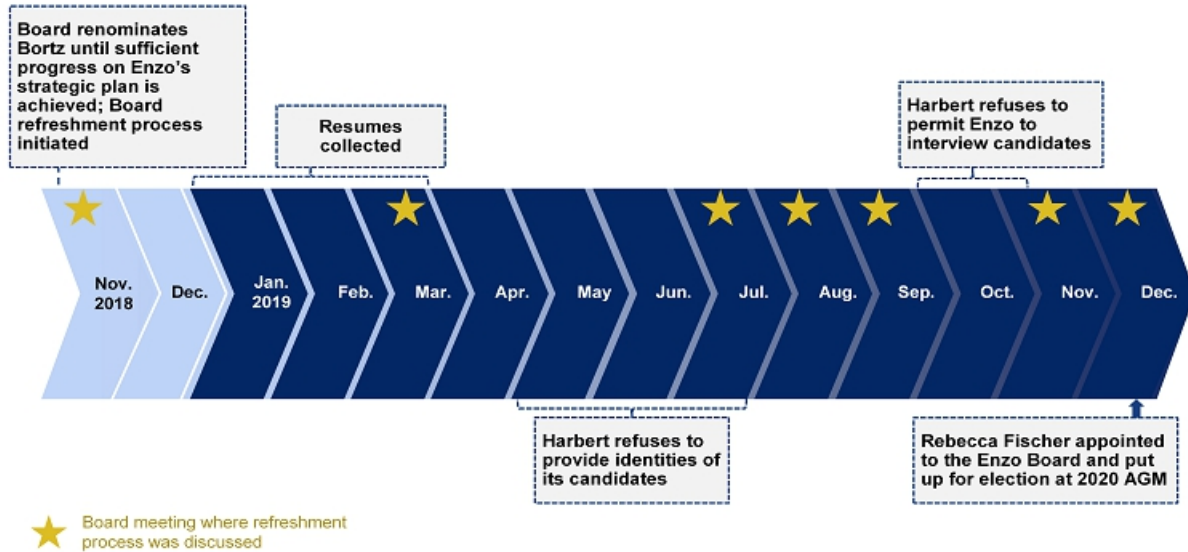 Board renominates
Bortz until sufficient
progress on Enzo's
strategic plan is
achieved; Board
refreshment process
initiated
Resumes
collected
Harbert refuses to
permit Enzo to
interview candidates
Nov.
2018
Dec.
Jan.
2019
Feb.
Mar.
Apr.
May
Jun.
Jul.
Aug.
Sep.
Oct.
Nov.
Dec.
Harbert refuses to
provide identities of
its candidates
Rebecca Fischer appointed
to the Enzo Board and put
up for election at 2020 AGM
Board meeting where refreshment
process was discussed